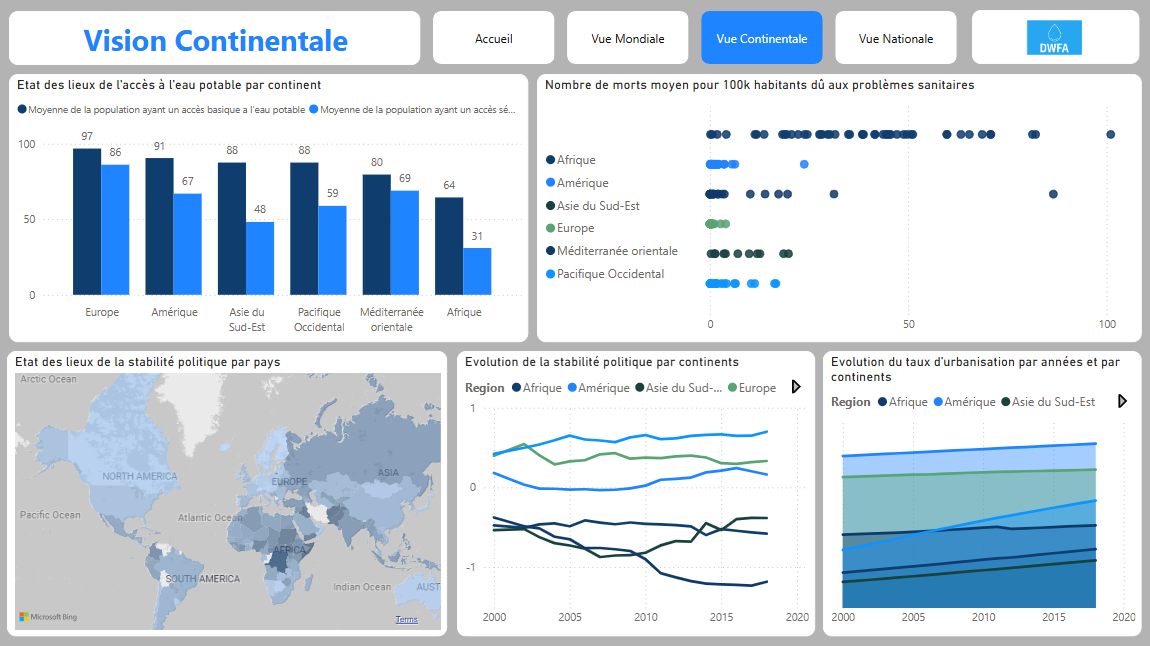 Vision Continentale
Accueil
Vue Mondiale
Vue Continentale
Vue Nationale
DWFA
Etat des lieux de l'accès à l'eau potable par continent
Moyenne de la population ayant un accès basique a l'eau potable
Moyenne de la population ayant un accès sé...
100
50
0
97
86
91
67
88
48
88
59
80
69
64
31
Europe
Amérique
Asie du
Sud-Est
Pacifique
Occidental
Méditerranée
orientale
Afrique
Nombre de morts moyen pour 100k habitants dû aux problèmes sanitaires
Afrique
Amérique
Asie du Sud-Est
Europe
Méditerranée orientale
Pacifique Occidental
0
50
100
Etat des lieux de la stabilité politique par pays
Arctic Ocean
NORTH AMERICA
EUROPE
ASIA
Pacific Ocean
Atlantic Ocean
AFRICA
SOUTH AMERICA
Indian Ocean
AUST
Microsoft Bing
Terms
Evolution de la stabilité politique par continents
Region
Afrique
Amérique
Asie du Sud-...
Europe
1
0
-1
2000
2005
2010
2015
2020
Evolution du taux d'urbanisation par années et par
continents
Region
Afrique
Amérique
Asie du Sud-Est
2000
2005
2010
2015
2020